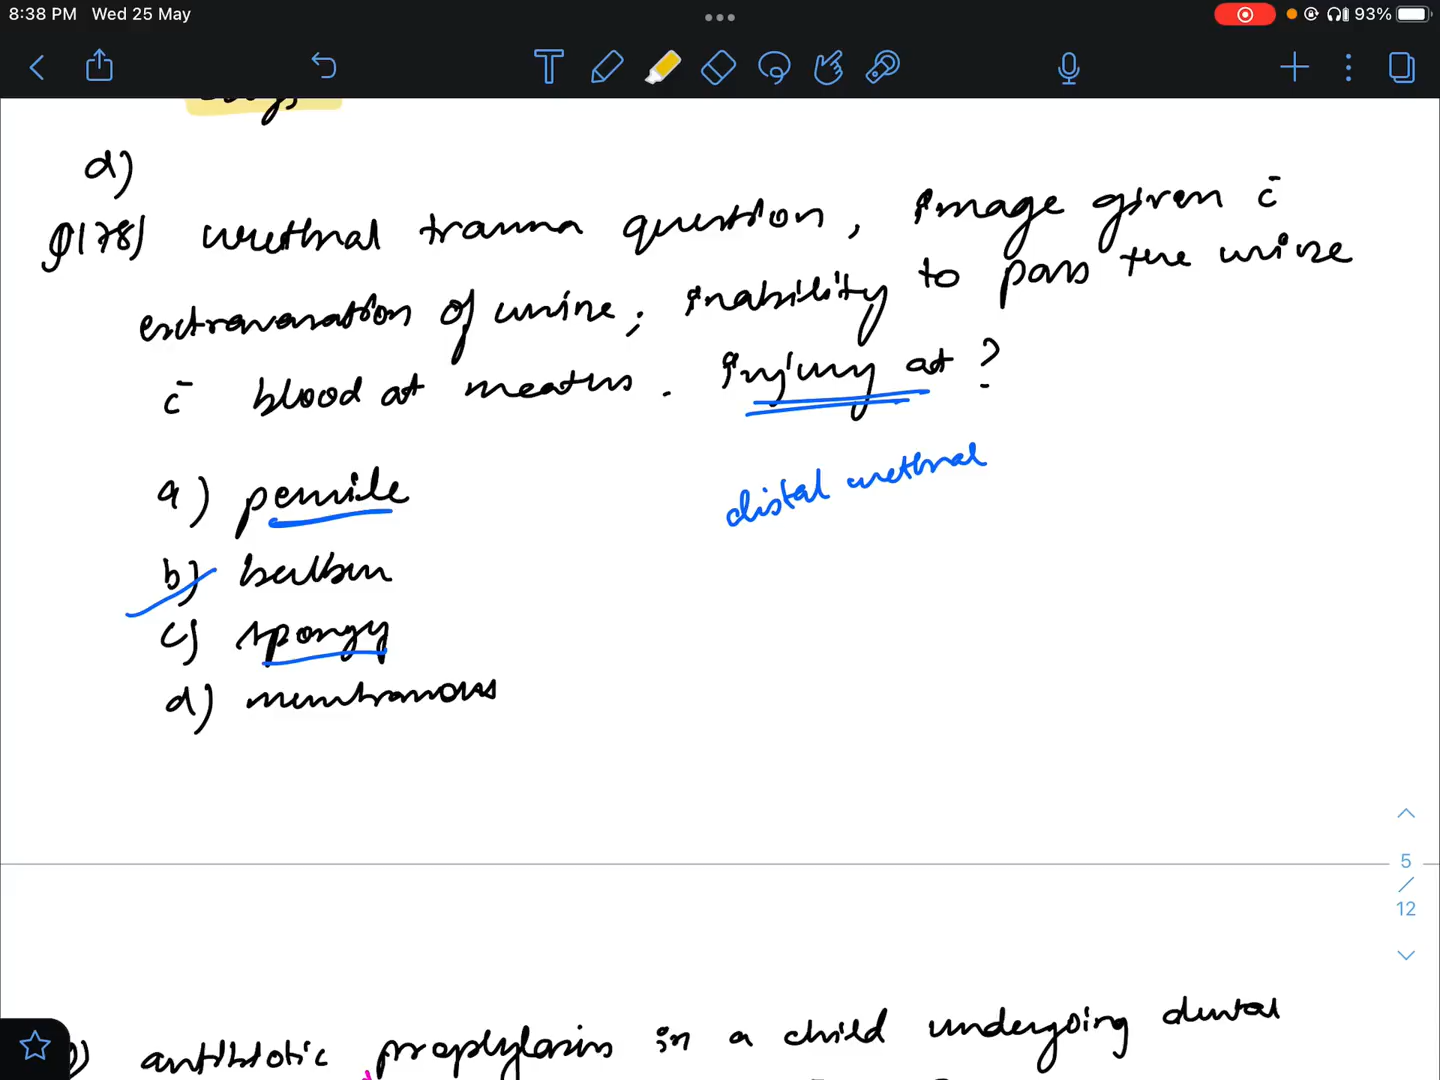 8:38 PM Wed 25 May
93%
d)
Q178) urethral trauma question, image given c̄
extravasation of urine; inability to pass the urine
c̄ blood at meatus. Injury at?
distal urethral
a) penile
b) bulbar
c) spongy
d) membranous
5
/
12
antibiotic prophylaxis in a child undergoing dental